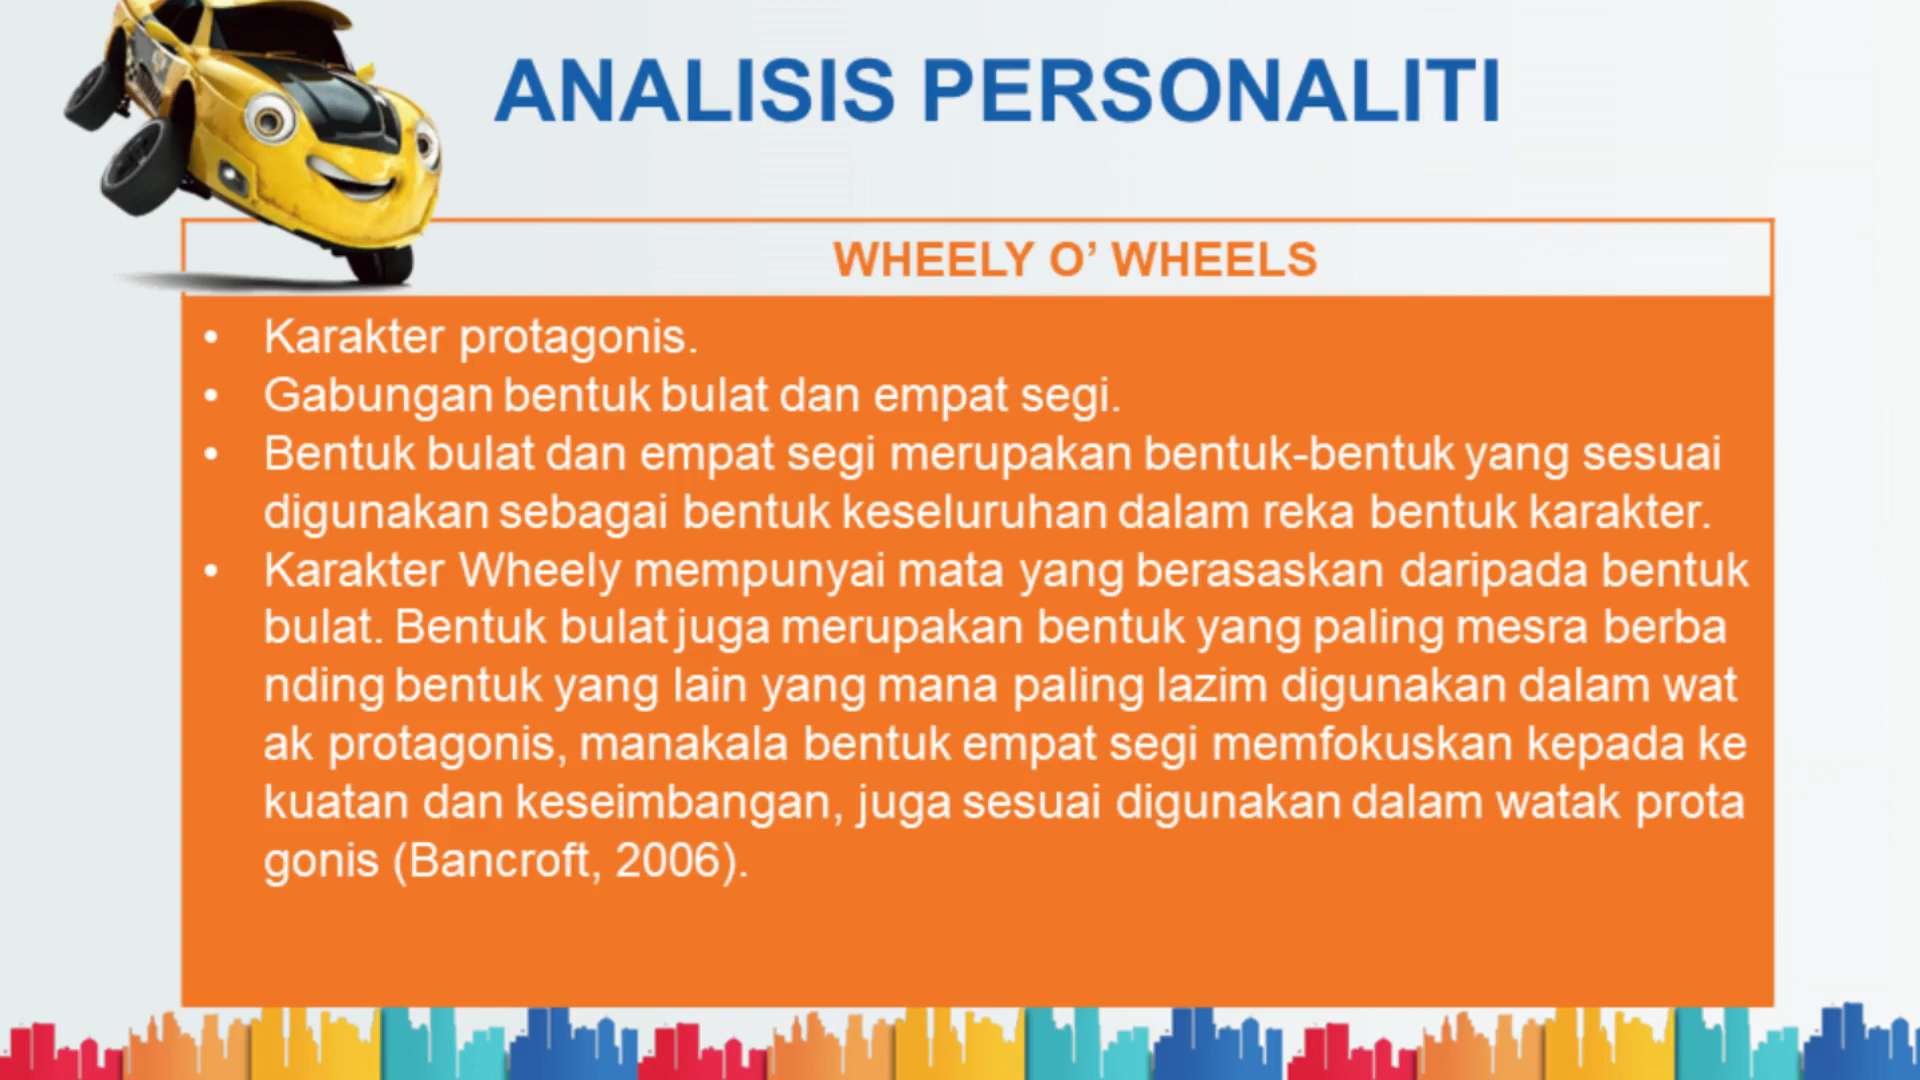 ANALISIS PERSONALITI
WHEELY O’ WHEELS
• Karakter protagonis.
• Gabungan bentuk bulat dan empat segi.
• Bentuk bulat dan empat segi merupakan bentuk-bentuk yang sesuai
digunakan sebagai bentuk keseluruhan dalam reka bentuk karakter.
• Karakter Wheely mempunyai mata yang berasaskan daripada bentuk
bulat. Bentuk bulat juga merupakan bentuk yang paling mesra berba
nding bentuk yang lain yang mana paling lazim digunakan dalam wat
ak protagonis, manakala bentuk empat segi memfokuskan kepada ke
kuatan dan keseimbangan, juga sesuai digunakan dalam watak prota
gonis (Bancroft, 2006).